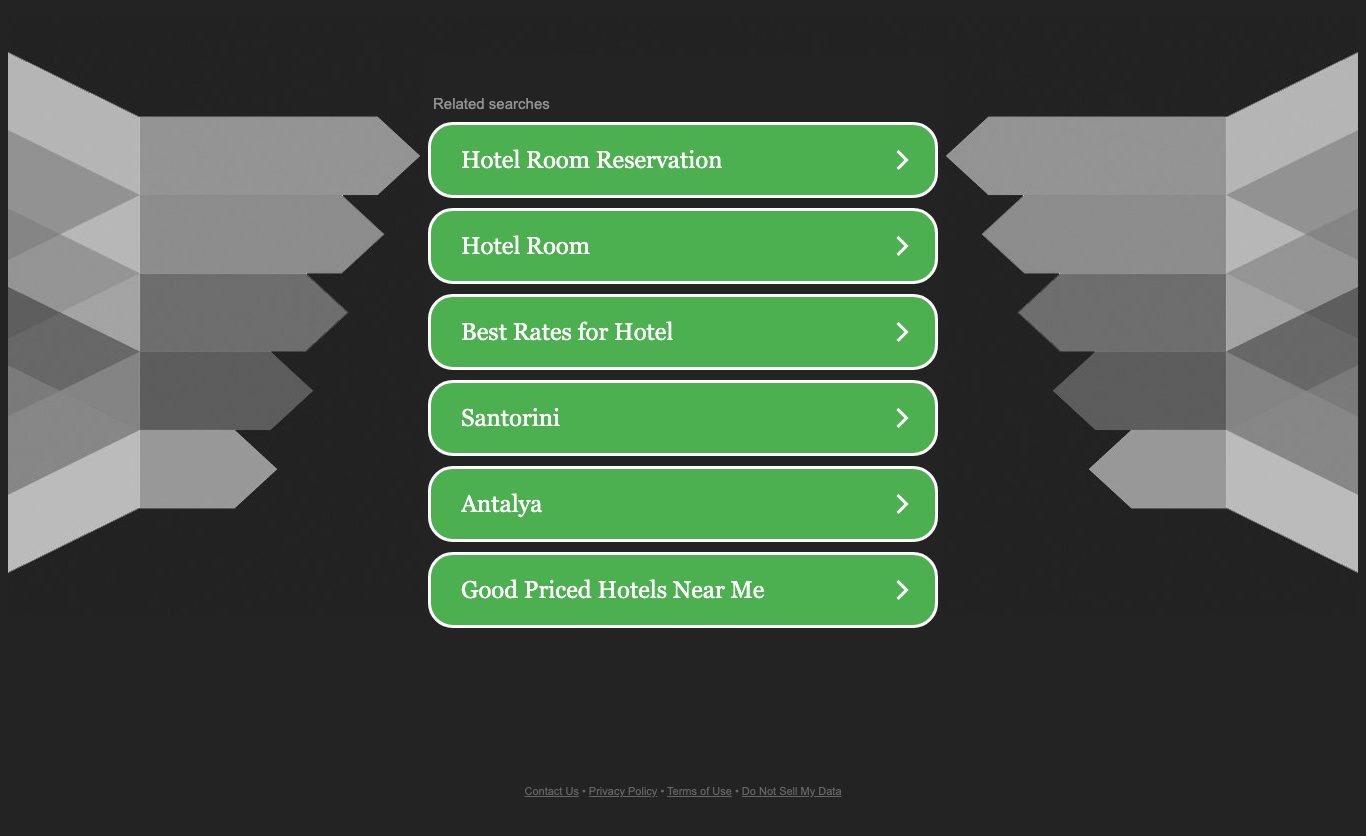 Related searches
Hotel Room Reservation
Hotel Room
Best Rates for Hotel
Santorini
Antalya
Good Priced Hotels Near Me
Contact Us • Privacy Policy • Terms of Use • Do Not Sell My Data